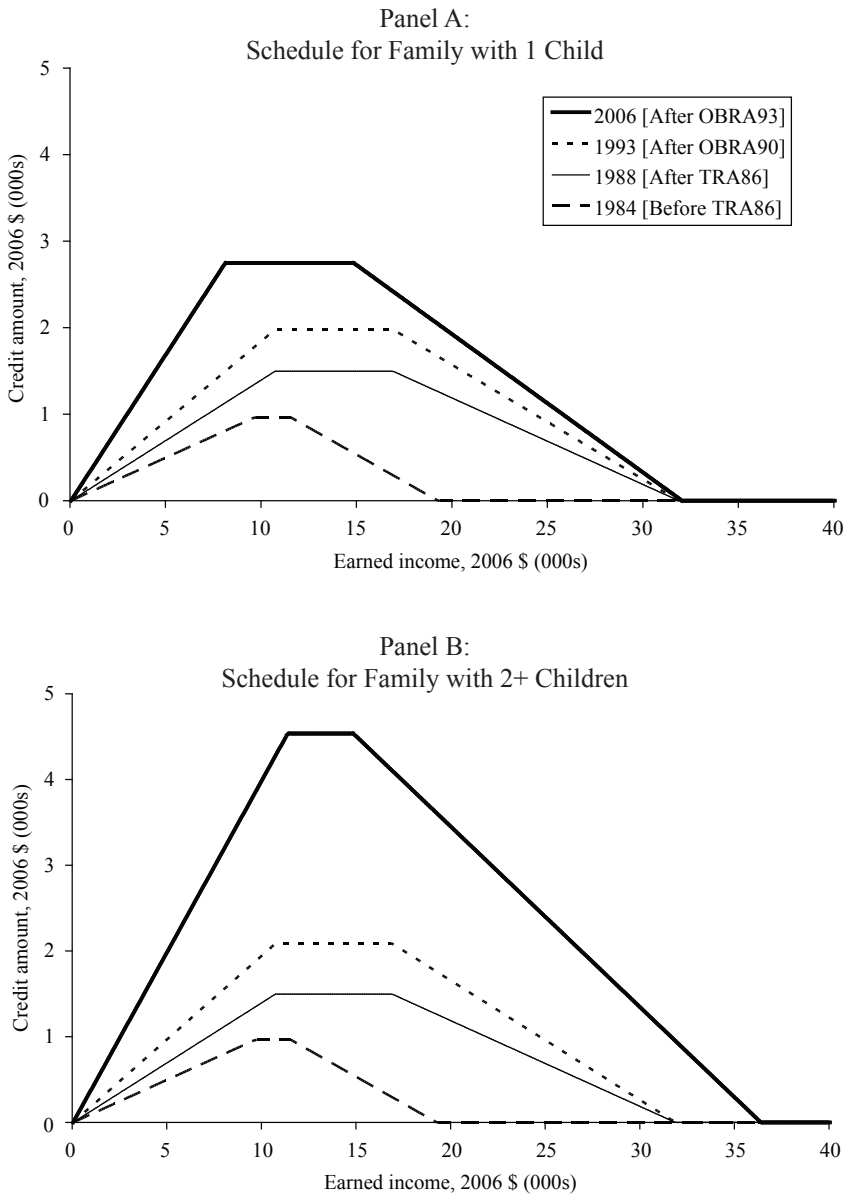 Panel A:
Schedule for Family with 1 Child
5
4
3
2
1
0
Credit amount, 2006 $ (000s)
2006 [After OBRA93]
1993 [After OBRA90]
1988 [After TRA86]
1984 [Before TRA86]
0 5 10 15 20 25 30 35 40
Earned income, 2006 $ (000s)
Panel B:
Schedule for Family with 2+ Children
5
4
3
2
1
0
Credit amount, 2006 $ (000s)
0 5 10 15 20 25 30 35 40
Earned income, 2006 $ (000s)